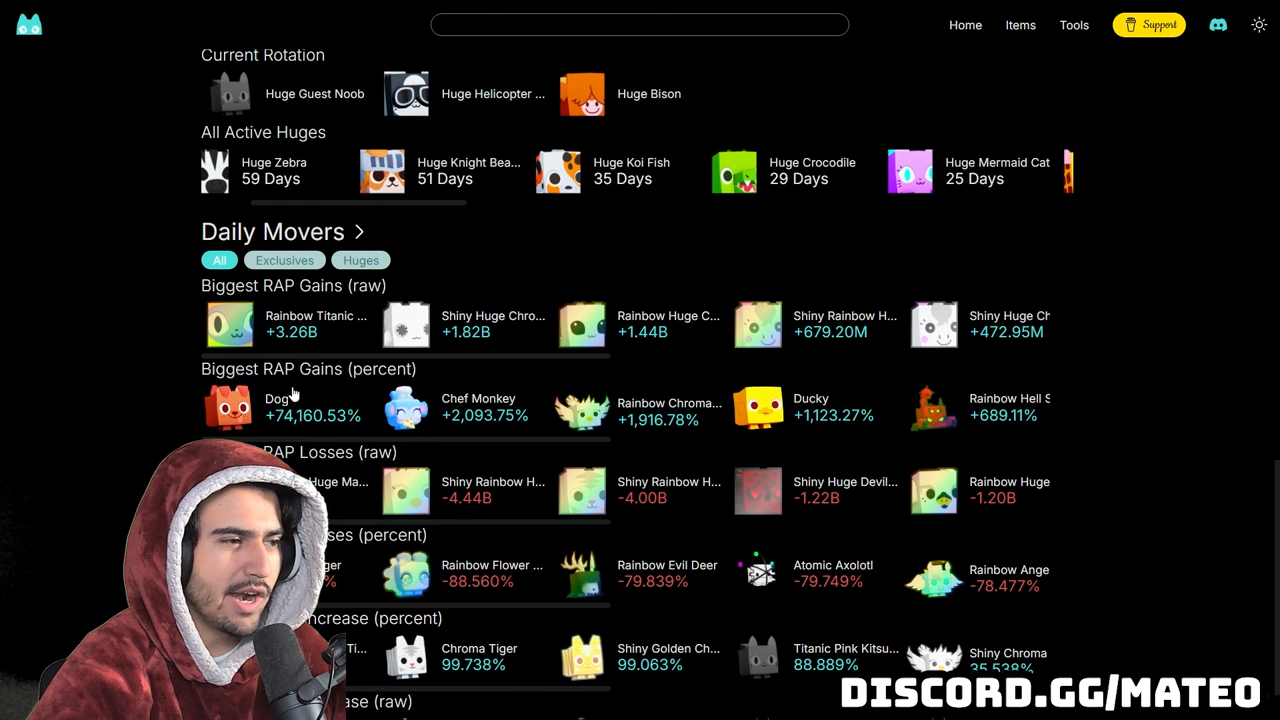 Home Items Tools Support
Current Rotation
Huge Guest Noob Huge Helicopter ... Huge Bison
All Active Huges
Huge Zebra Huge Knight Bea... Huge Koi Fish Huge Crocodile Huge Mermaid Cat
59 Days 51 Days 35 Days 29 Days 25 Days
Daily Movers >
All Exclusives Huges
Biggest RAP Gains (raw)
Rainbow Titanic ... Shiny Huge Chro... Rainbow Huge C... Shiny Rainbow H... Shiny Huge Ch
+3.26B +1.82B +1.44B +679.20M +472.95M
Biggest RAP Gains (percent)
Dog Chef Monkey Rainbow Chroma... Ducky Rainbow Hell S
+74,160.53% +2,093.75% +1,916.78% +1,123.27% +689.11%
RAP Losses (raw)
Huge Ma... Shiny Rainbow H... Shiny Rainbow H... Shiny Huge Devil... Rainbow Huge
-4.44B -4.00B -1.22B -1.20B
ses (percent)
ger Rainbow Flower ... Rainbow Evil Deer Atomic Axolotl Rainbow Ange
% -88.560% -79.839% -79.749% -78.477%
ncrease (percent)
Ti... Chroma Tiger Shiny Golden Ch... Titanic Pink Kitsu... Shiny Chroma
99.738% 99.063% 88.889% 35.538%
ase (raw)
DISCORD.GG/MATEO